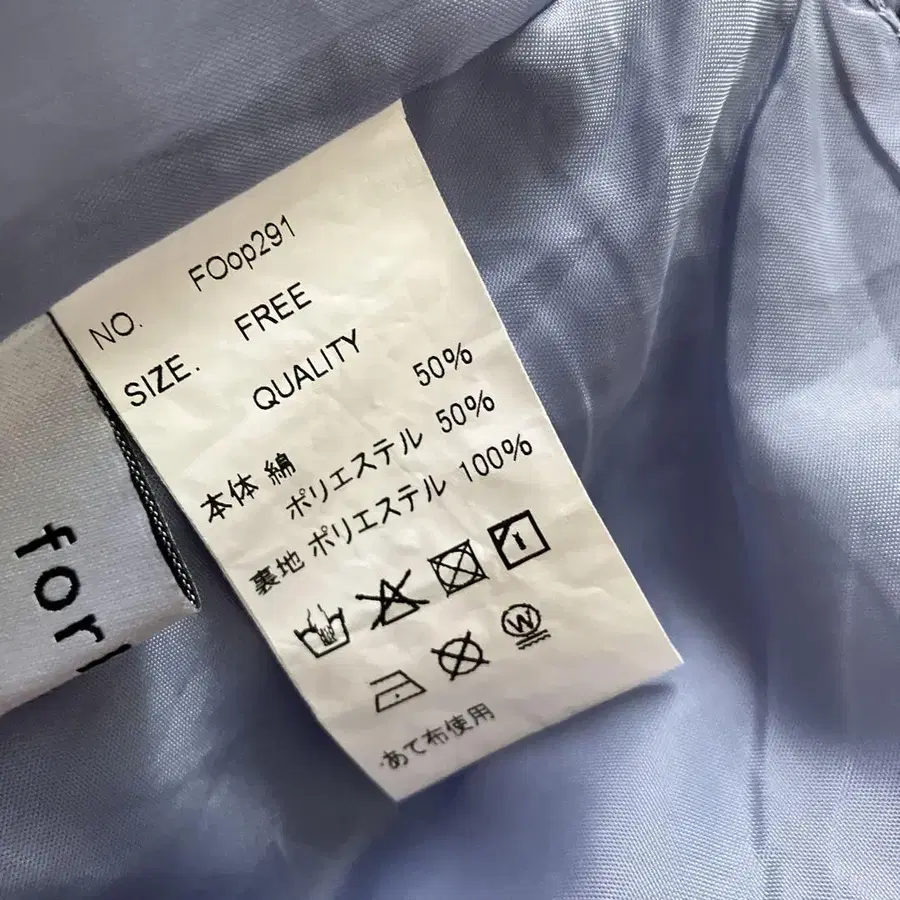 NO. FOop291
SIZE. FREE
QUALITY
本体 綿 50%
ポリエステル 50%
裏地 ポリエステル 100%
W
・あて布使用
for